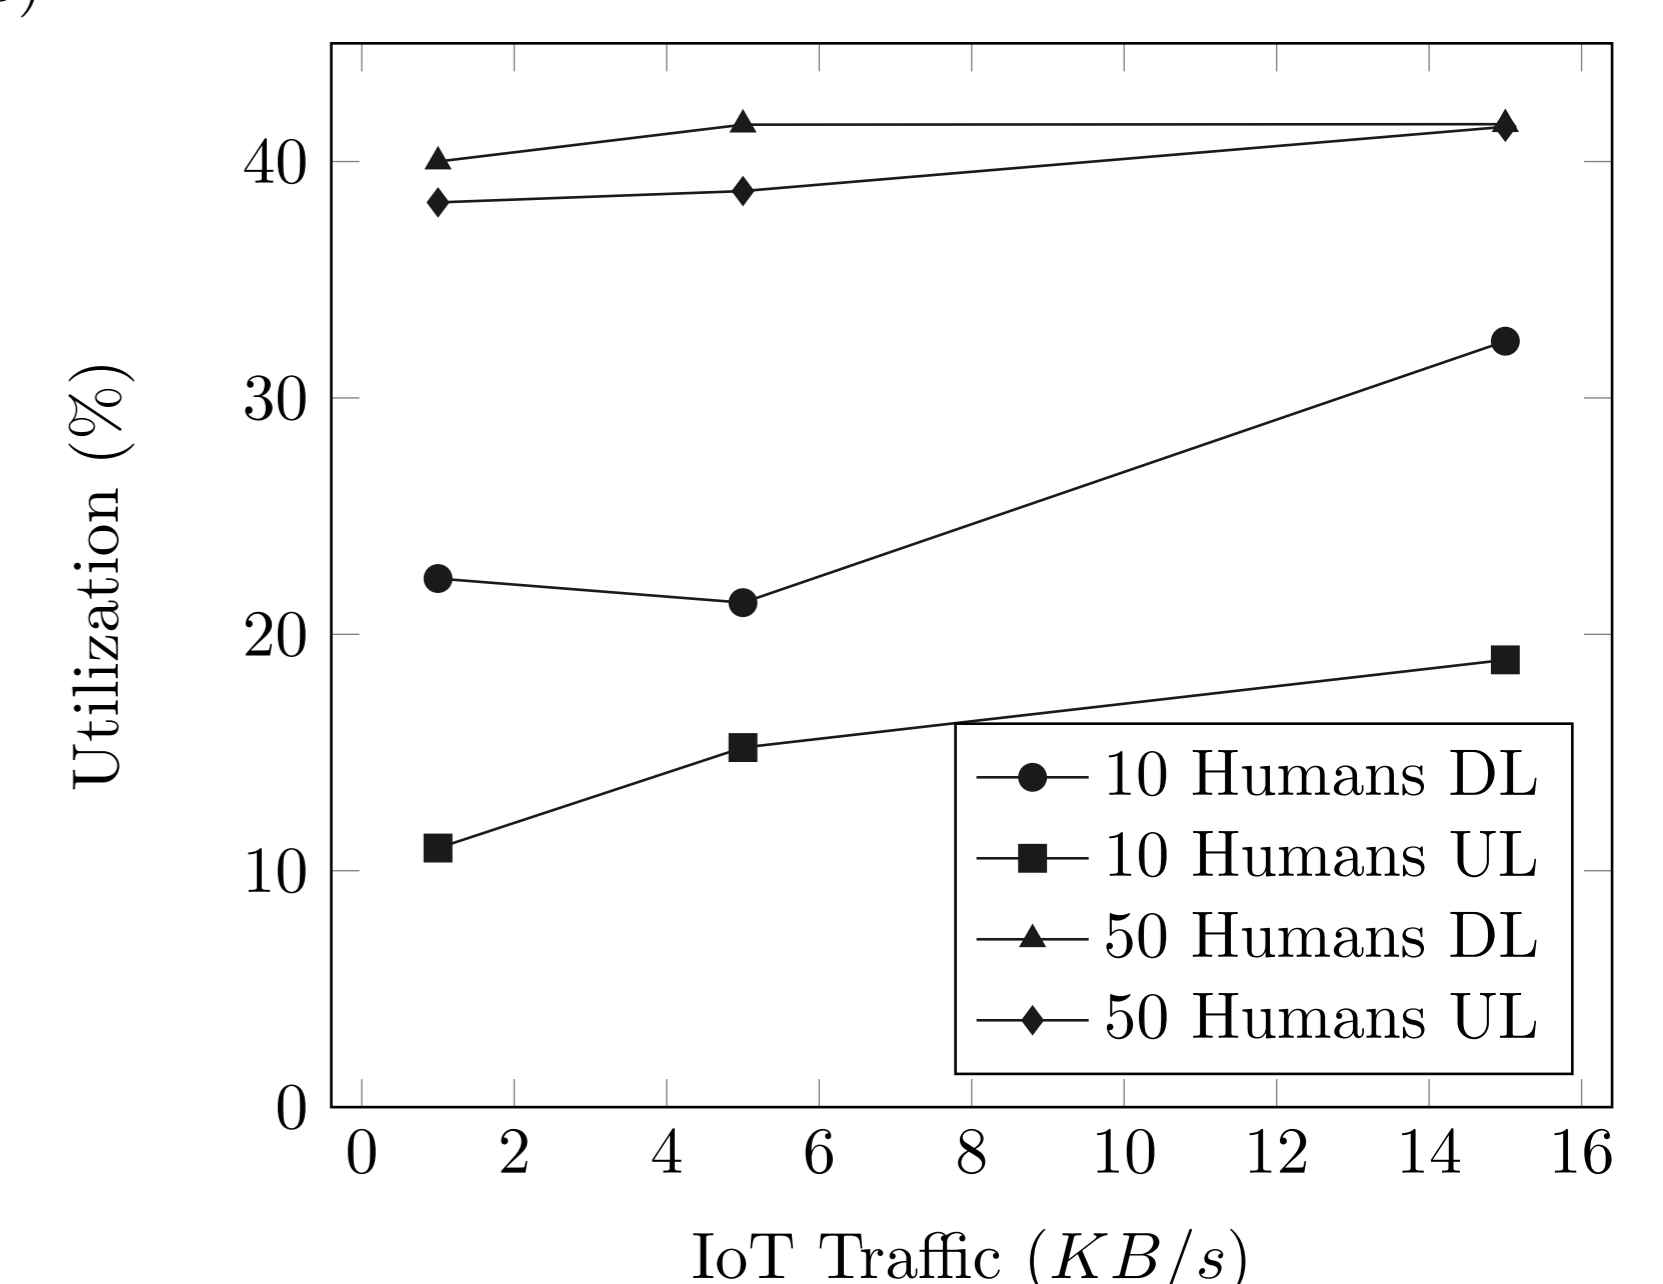 Utilization (%)
40
30
20
10
0
0 2 4 6 8 10 12 14 16
IoT Traffic (KB/s)
10 Humans DL
10 Humans UL
50 Humans DL
50 Humans UL